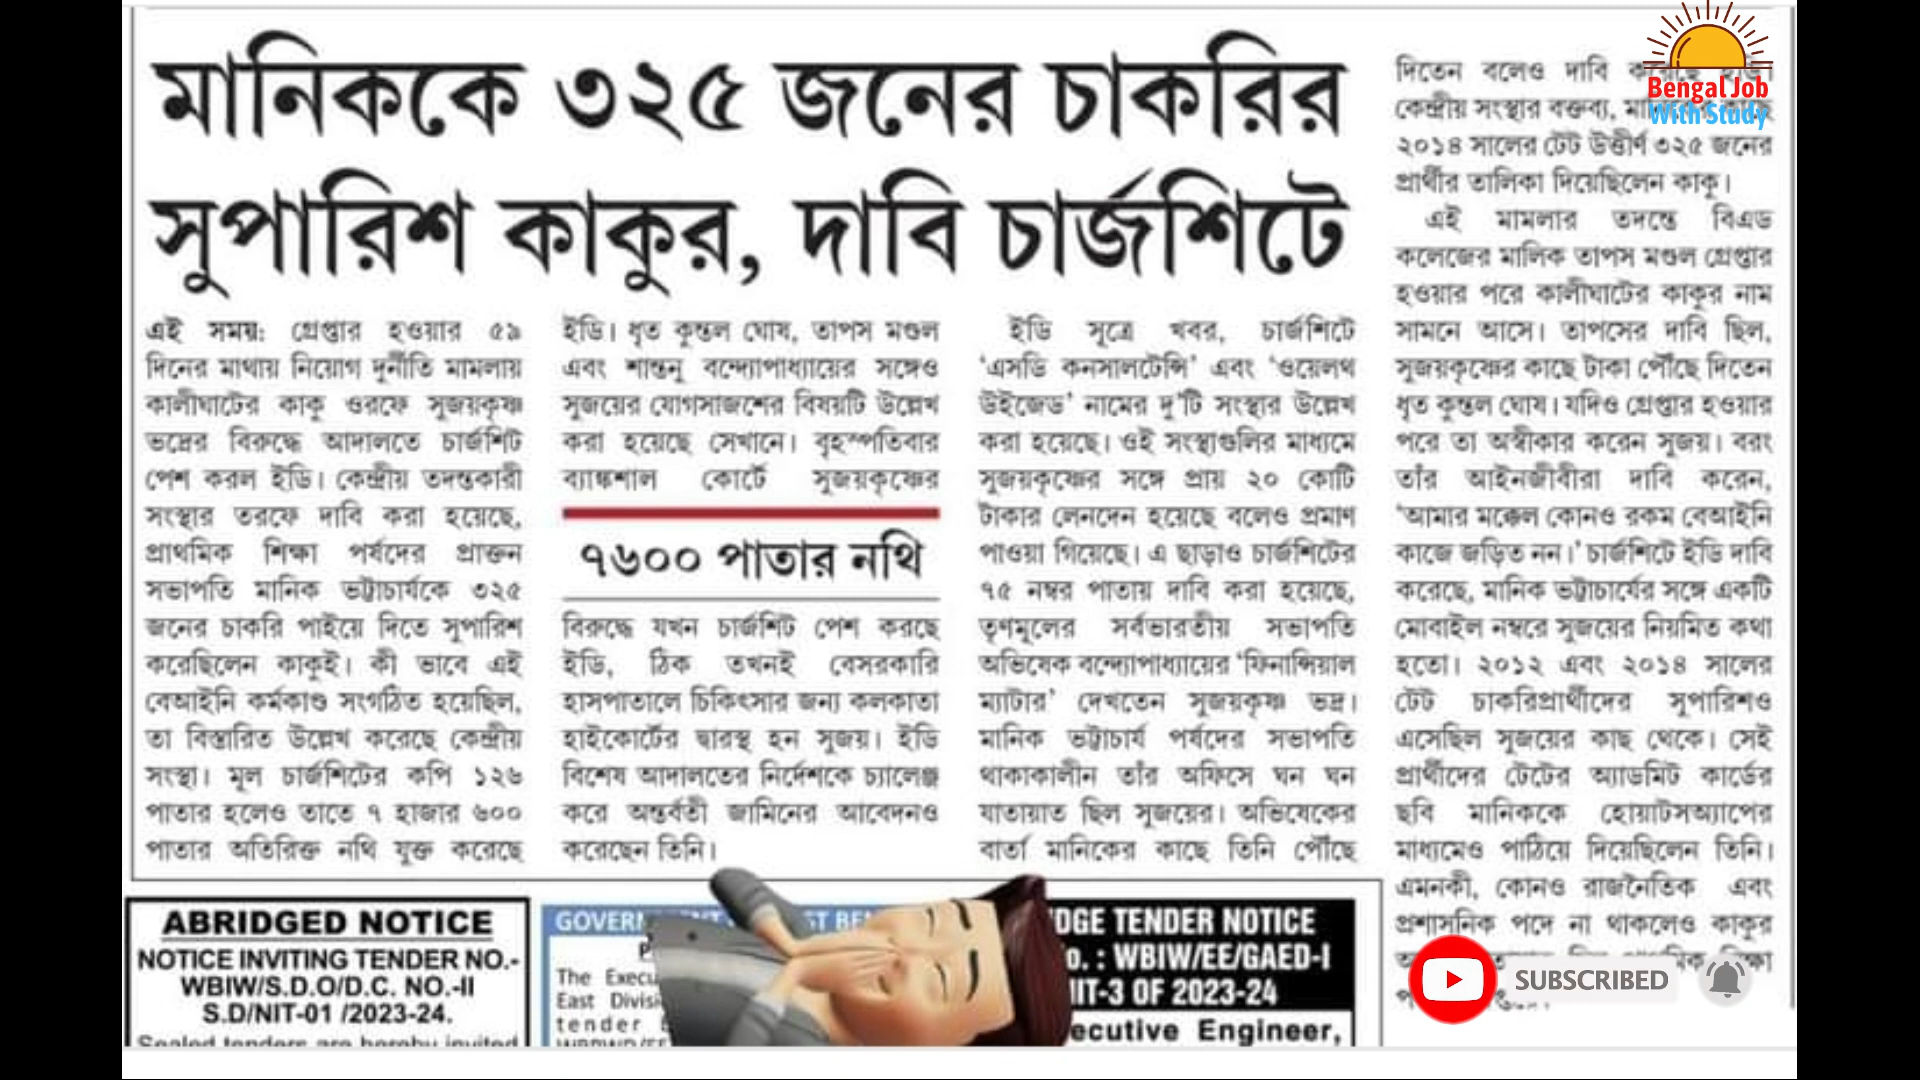 মানিককে ৩২৫ জনের চাকরির
সুপারিশ কাকুর, দাবি চার্জশিটে
এই সময়: গ্রেপ্তার হওয়ার ৫৯
দিনের মাথায় নিয়োগ দুর্নীতি মামলায়
কালীঘাটের কাকু ওরফে সুজয়কৃষ্ণ
ভদ্রের বিরুদ্ধে আদালতে চার্জশিট
পেশ করল ইডি। কেন্দ্রীয় তদন্তকারী
সংস্থার তরফে দাবি করা হয়েছে,
প্রাথমিক শিক্ষা পর্ষদের প্রাক্তন
সভাপতি মানিক ভট্টাচার্যকে ৩২৫
জনের চাকরি পাইয়ে দিতে সুপারিশ
করেছিলেন কাকুই। কী ভাবে এই
বেআইনি কর্মকাণ্ড সংগঠিত হয়েছিল,
তা বিস্তারিত উল্লেখ করেছে কেন্দ্রীয়
সংস্থা। মূল চার্জশিটের কপি ১২৬
পাতার হলেও তাতে ৭ হাজার ৬০০
পাতার অতিরিক্ত নথি যুক্ত করেছে
ইডি। ধৃত কুন্তল ঘোষ, তাপস মণ্ডল
এবং শান্তনু বন্দ্যোপাধ্যায়ের সঙ্গেও
সুজয়ের যোগসাজশের বিষয়টি উল্লেখ
করা হয়েছে সেখানে। বৃহস্পতিবার
ব্যাঙ্কশাল কোর্টে সুজয়কৃষ্ণের
৭৬০০ পাতার নথি
বিরুদ্ধে যখন চার্জশিট পেশ করছে
ইডি, ঠিক তখনই বেসরকারি
হাসপাতালে চিকিৎসার জন্য কলকাতা
হাইকোর্টের দ্বারস্থ হন সুজয়। ইডি
বিশেষ আদালতের নির্দেশকে চ্যালেঞ্জ
করে অন্তর্বর্তী জামিনের আবেদনও
করেছেন তিনি।
ইডি সূত্রে খবর, চার্জশিটে
'এসডি কনসালটেন্সি' এবং 'ওয়েলথ
উইজেড' নামের দু'টি সংস্থার উল্লেখ
করা হয়েছে। ওই সংস্থাগুলির মাধ্যমে
সুজয়কৃষ্ণের সঙ্গে প্রায় ২০ কোটি
টাকার লেনদেন হয়েছে বলেও প্রমাণ
পাওয়া গিয়েছে। এ ছাড়াও চার্জশিটের
৭৫ নম্বর পাতায় দাবি করা হয়েছে,
তৃণমূলের সর্বভারতীয় সভাপতি
অভিষেক বন্দ্যোপাধ্যায়ের 'ফিনান্সিয়াল
ম্যাটার' দেখতেন সুজয়কৃষ্ণ ভদ্র।
মানিক ভট্টাচার্য পর্ষদের সভাপতি
থাকাকালীন তাঁর অফিসে ঘন ঘন
যাতায়াত ছিল সুজয়ের। অভিষেকের
বার্তা মানিকের কাছে তিনি পৌঁছে
দিতেন বলেও দাবি করেছে ইডি।
কেন্দ্রীয় সংস্থার বক্তব্য,
২০১৪ সালের টেট উত্তীর্ণ ৩২৫ জনের
প্রার্থীর তালিকা দিয়েছিলেন কাকু।
এই মামলার তদন্তে বিএড
কলেজের মালিক তাপস মণ্ডল গ্রেপ্তার
হওয়ার পরে কালীঘাটের কাকুর নাম
সামনে আসে। তাপসের দাবি ছিল,
সুজয়কৃষ্ণের কাছে টাকা পৌঁছে দিতেন
ধৃত কুন্তল ঘোষ। যদিও গ্রেপ্তার হওয়ার
পরে তা অস্বীকার করেন সুজয়। বরং
তাঁর আইনজীবীরা দাবি করেন,
'আমার মক্কেল কোনও রকম বেআইনি
কাজে জড়িত নন।' চার্জশিটে ইডি দাবি
করেছে, মানিক ভট্টাচার্যের সঙ্গে একটি
মোবাইল নম্বরে সুজয়ের নিয়মিত কথা
হতো। ২০১২ এবং ২০১৪ সালের
টেট চাকরিপ্রার্থীদের সুপারিশও
এসেছিল সুজয়ের কাছ থেকে। সেই
প্রার্থীদের টেটের অ্যাডমিট কার্ডের
ছবি মানিককে হোয়াটসঅ্যাপের
মাধ্যমেও পাঠিয়ে দিয়েছিলেন তিনি।
এমনকী, কোনও রাজনৈতিক এবং
প্রশাসনিক পদে না থাকলেও কাকুর
Bengal Job
With Study
ABRIDGED NOTICE
NOTICE INVITING TENDER NO.-
WBIW/S.D.O/D.C. NO.-II
S.D/NIT-01 /2023-24.
Sealed tenders are hereby invited
The
East
tender
TENDER NOTICE
: WBIW/EE/GAED-I
OF 2023-24
Engineer,
SUBSCRIBED